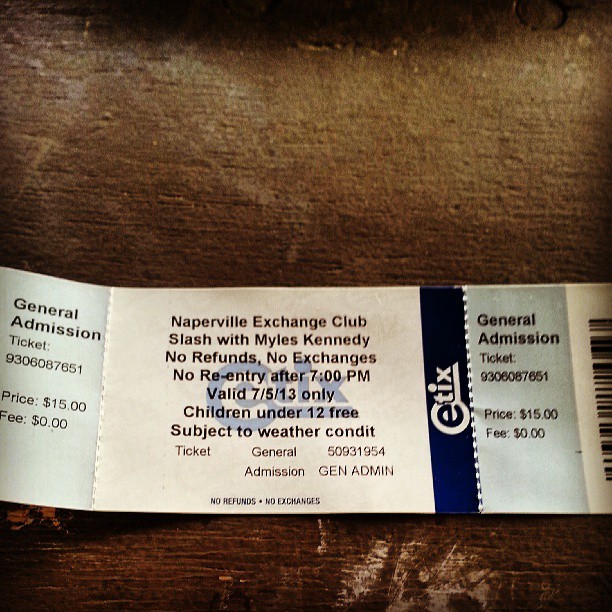 General
Admission
Ticket:
9306087651
Price: $15.00
Fee: $0.00
Naperville Exchange Club
Slash with Myles Kennedy
No Refunds, No Exchanges
No Re-entry after 7:00 PM
Valid 7/5/13 only
Children under 12 free
Subject to weather condit
Ticket General 50931954
Admission GEN ADMIN
NO REFUNDS • NO EXCHANGES
etix
General
Admission
Ticket:
9306087651
Price: $15.00
Fee: $0.00